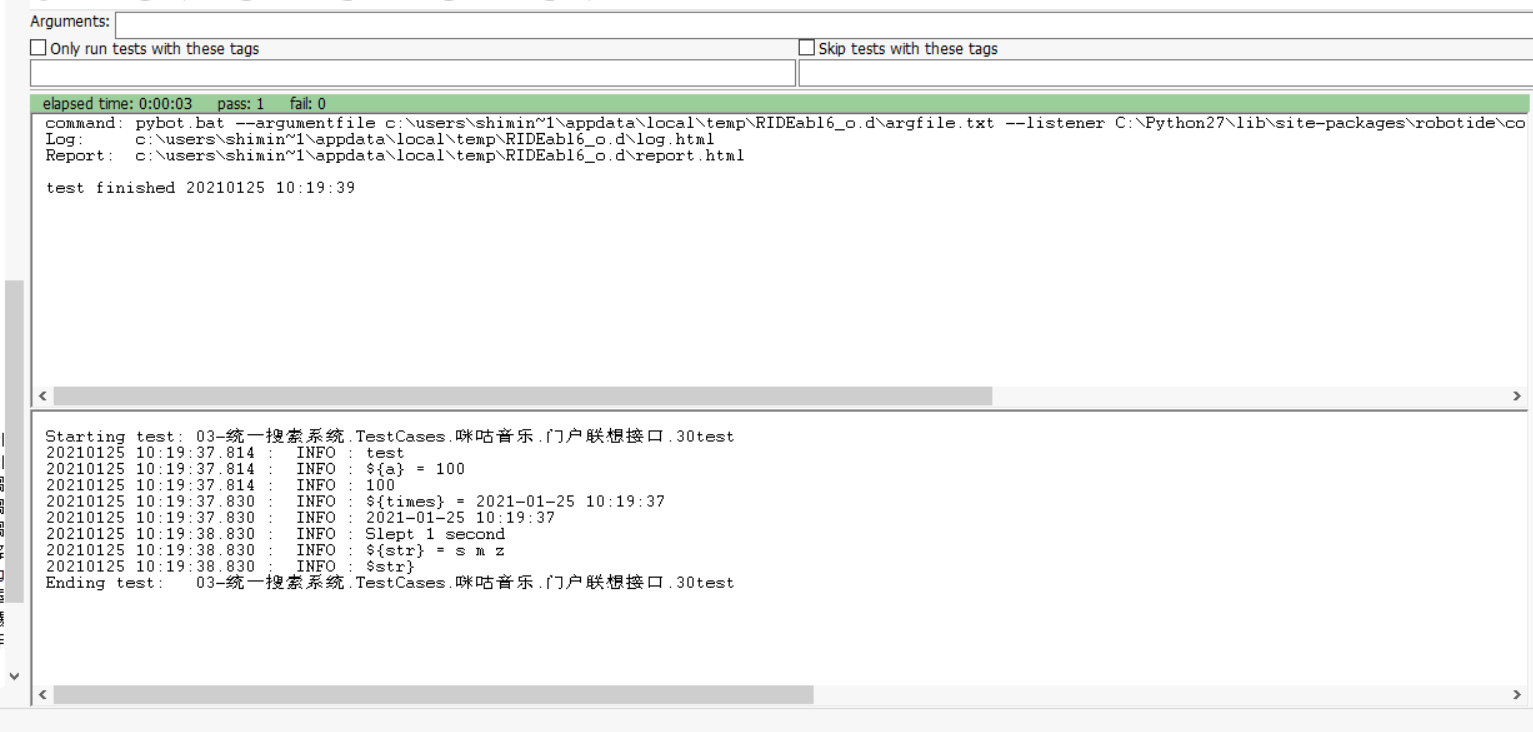 Arguments:
Only run tests with these tags
Skip tests with these tags
elapsed time: 0:00:03 pass: 1 fail: 0
command: pybot.bat --argumentfile c:\users\shimin~1\appdata\local\temp\RIDEabl6_o.d\argfile.txt --listener C:\Python27\lib\site-packages\robotide\co
Log: c:\users\shimin~1\appdata\local\temp\RIDEabl6_o.d\log.html
Report: c:\users\shimin~1\appdata\local\temp\RIDEabl6_o.d\report.html
test finished 20210125 10:19:39
Starting test: 03-统一搜索系统.TestCases.咪咕音乐.门户联想接口.30test
20210125 10:19:37.814 : INFO : test
20210125 10:19:37.814 : INFO : ${a} = 100
20210125 10:19:37.814 : INFO : 100
20210125 10:19:37.830 : INFO : ${times} = 2021-01-25 10:19:37
20210125 10:19:37.830 : INFO : 2021-01-25 10:19:37
20210125 10:19:38.830 : INFO : Slept 1 second
20210125 10:19:38.830 : INFO : ${str} = s m z
20210125 10:19:38.830 : INFO : $str}
Ending test: 03-统一搜索系统.TestCases.咪咕音乐.门户联想接口.30test